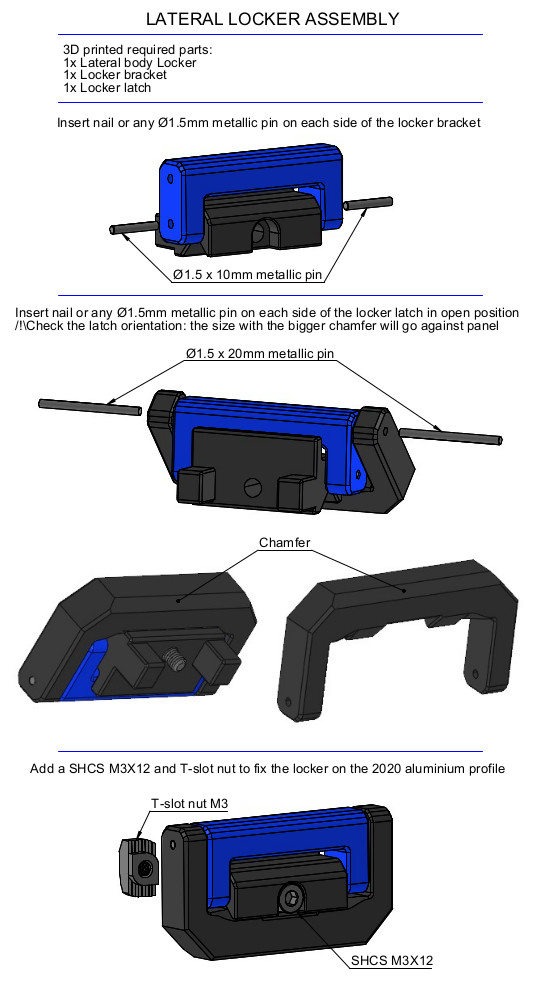 LATERAL LOCKER ASSEMBLY
3D printed required parts:
1x Lateral body Locker
1x Locker bracket
1x Locker latch
Insert nail or any Ø1.5mm metallic pin on each side of the locker bracket
Ø1.5 x 10mm metallic pin
Insert nail or any Ø1.5mm metallic pin on each side of the locker latch in open position
/!\Check the latch orientation: the size with the bigger chamfer will go against panel
Ø1.5 x 20mm metallic pin
Chamfer
Add a SHCS M3X12 and T-slot nut to fix the locker on the 2020 aluminium profile
T-slot nut M3
SHCS M3X12